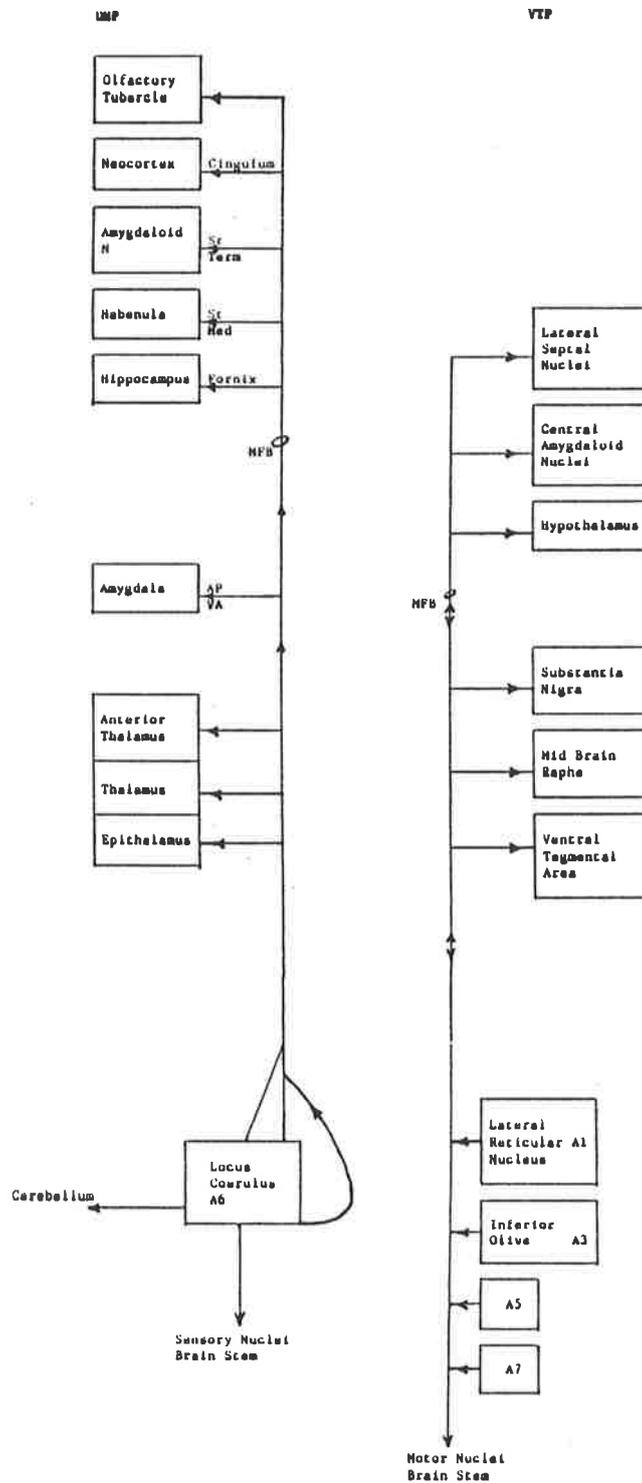 VTP
Olfactory
Tubercle
Neocortex
Cingulum
Amygdaloid
N
St
Term
Habenula
St
Med
Hippocampus
Fornix
MFB
Amygdala
AP
VA
Anterior
Thalamus
Thalamus
Epithalamus
Locus
Coerulus
A6
Cerebellum
Sensory Nuclei
Brain Stem
Lateral
Septal
Nuclei
Central
Amygdaloid
Nuclei
Hypothalamus
MFB
Substantia
Nigra
Mid Brain
Raphe
Ventral
Tegmental
Area
Lateral
Reticular A1
Nucleus
Inferior
Olive A3
A5
A7
Motor Nuclei
Brain Stem